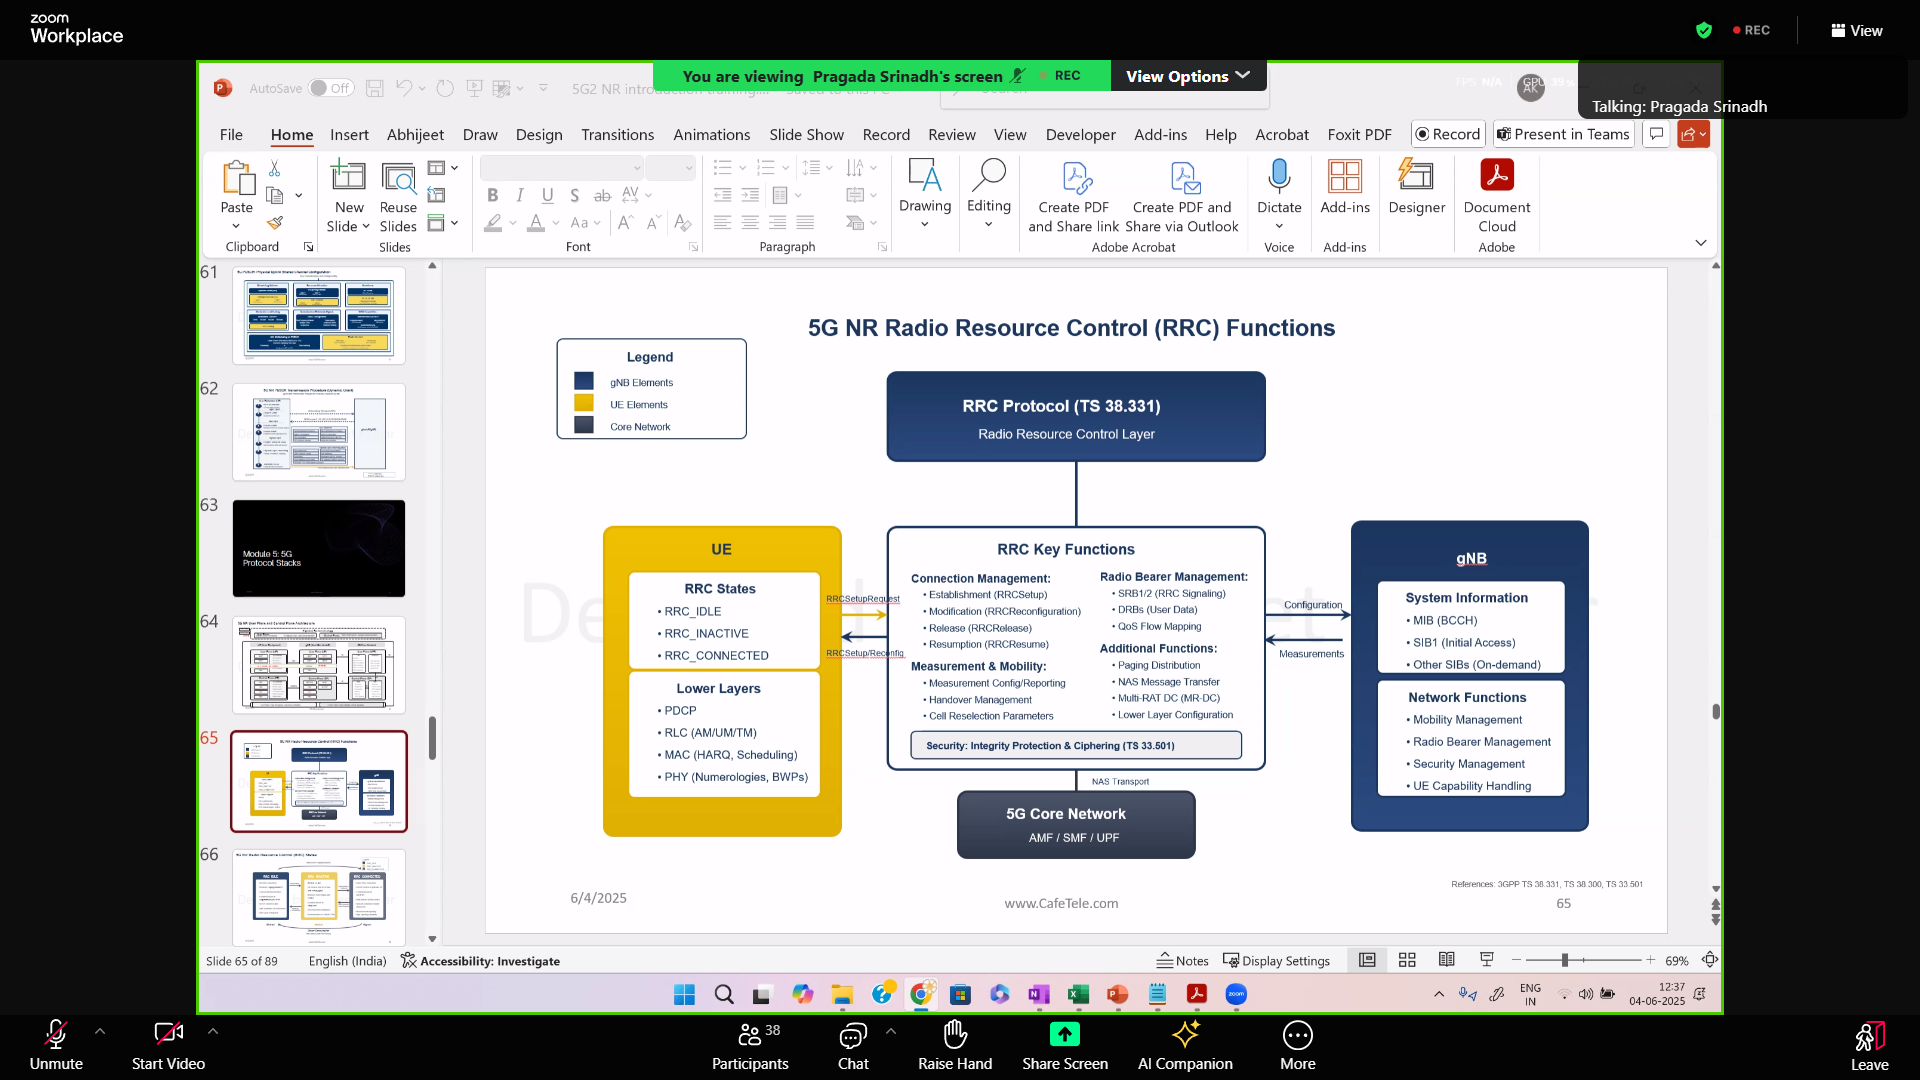 zoom
Workplace
REC
View
You are viewing Pragada Srinadh's screen
REC
View Options
Talking: Pragada Srinadh
AutoSave
Off
File
Home
Insert
Abhijeet
Draw
Design
Transitions
Animations
Slide Show
Record
Review
View
Developer
Add-ins
Help
Acrobat
Foxit PDF
Record
Present in Teams
Paste
New
Slide
Reuse
Slides
Drawing
Editing
Create PDF
and Share link
Create PDF and
Share via Outlook
Dictate
Add-ins
Designer
Document
Cloud
Clipboard
Slides
Font
Paragraph
Adobe Acrobat
Voice
Add-ins
Adobe
61
62
63
Module 5: 5G
Protocol Stacks
64
65
66
5G NR Radio Resource Control (RRC) Functions
Legend
gNB Elements
UE Elements
Core Network
RRC Protocol (TS 38.331)
Radio Resource Control Layer
UE
RRC States
• RRC_IDLE
• RRC_INACTIVE
• RRC_CONNECTED
Lower Layers
• PDCP
• RLC (AM/UM/TM)
• MAC (HARQ, Scheduling)
• PHY (Numerologies, BWPs)
RRCSetupRequest
RRCSetup/Reconfig
RRC Key Functions
Connection Management:
• Establishment (RRCSetup)
• Modification (RRCReconfiguration)
• Release (RRCRelease)
• Resumption (RRCResume)
Measurement & Mobility:
• Measurement Config/Reporting
• Handover Management
• Cell Reselection Parameters
Radio Bearer Management:
• SRB1/2 (RRC Signaling)
• DRBs (User Data)
• QoS Flow Mapping
Additional Functions:
• Paging Distribution
• NAS Message Transfer
• Multi-RAT DC (MR-DC)
• Lower Layer Configuration
Security: Integrity Protection & Ciphering (TS 33.501)
Configuration
Measurements
gNB
System Information
• MIB (BCCH)
• SIB1 (Initial Access)
• Other SIBs (On-demand)
Network Functions
• Mobility Management
• Radio Bearer Management
• Security Management
• UE Capability Handling
NAS Transport
5G Core Network
AMF / SMF / UPF
References: 3GPP TS 38.331, TS 38.300, TS 33.501
6/4/2025
www.CafeTele.com
65
Slide 65 of 89
English (India)
Accessibility: Investigate
Notes
Display Settings
69%
ENG
IN
12:37
04-06-2025
Unmute
Start Video
Participants
38
Chat
Raise Hand
Share Screen
AI Companion
More
Leave